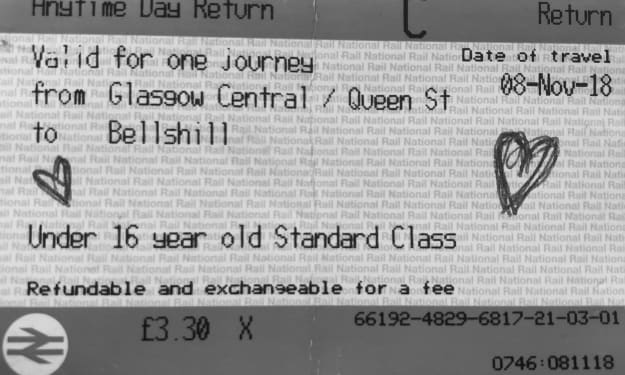 Anytime Day Return
Return
Valid for one journey
Date of travel
from Glasgow Central / Queen St
08-Nov-18
to Bellshill
Under 16 year old Standard Class
Refundable and exchangeable for a fee
£3.30 X
66192-4829-6817-21-03-01
0746:081118